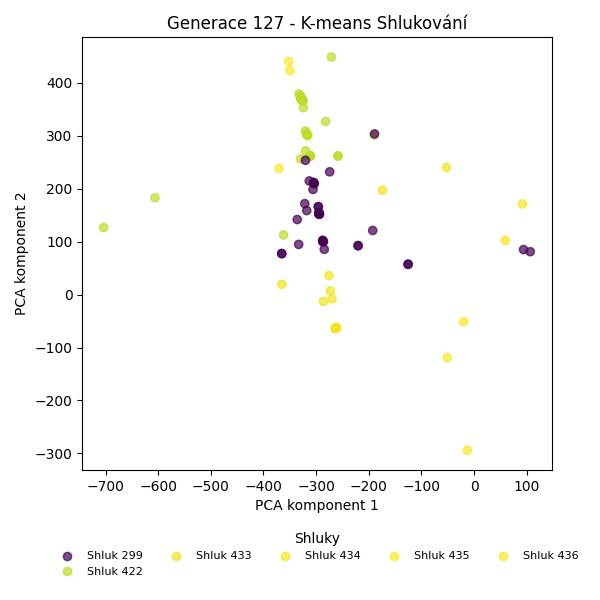 Generace 127 - K-means Shlukování
PCA komponent 2
400
300
200
100
0
−100
−200
−300
−700 −600 −500 −400 −300 −200 −100 0 100
PCA komponent 1
Shluky
Shluk 299 Shluk 433 Shluk 434 Shluk 435 Shluk 436
Shluk 422